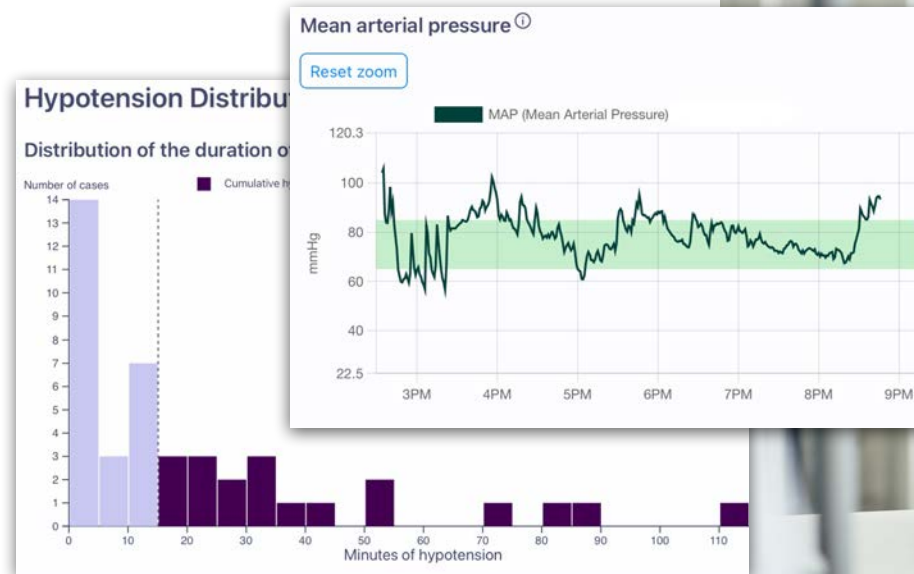 Mean arterial pressure ⓘ
Reset zoom
MAP (Mean Arterial Pressure)
120.3
100
80
60
40
22.5
mmHg
3PM 4PM 5PM 6PM 7PM 8PM 9PM
Hypotension
Distribution of the duration
Number of cases
Cumulative
14
13
12
11
10
9
8
7
6
5
4
3
2
1
0
0 10 20 30 40 50 60 70 80 90 100 110
Minutes of hypotension